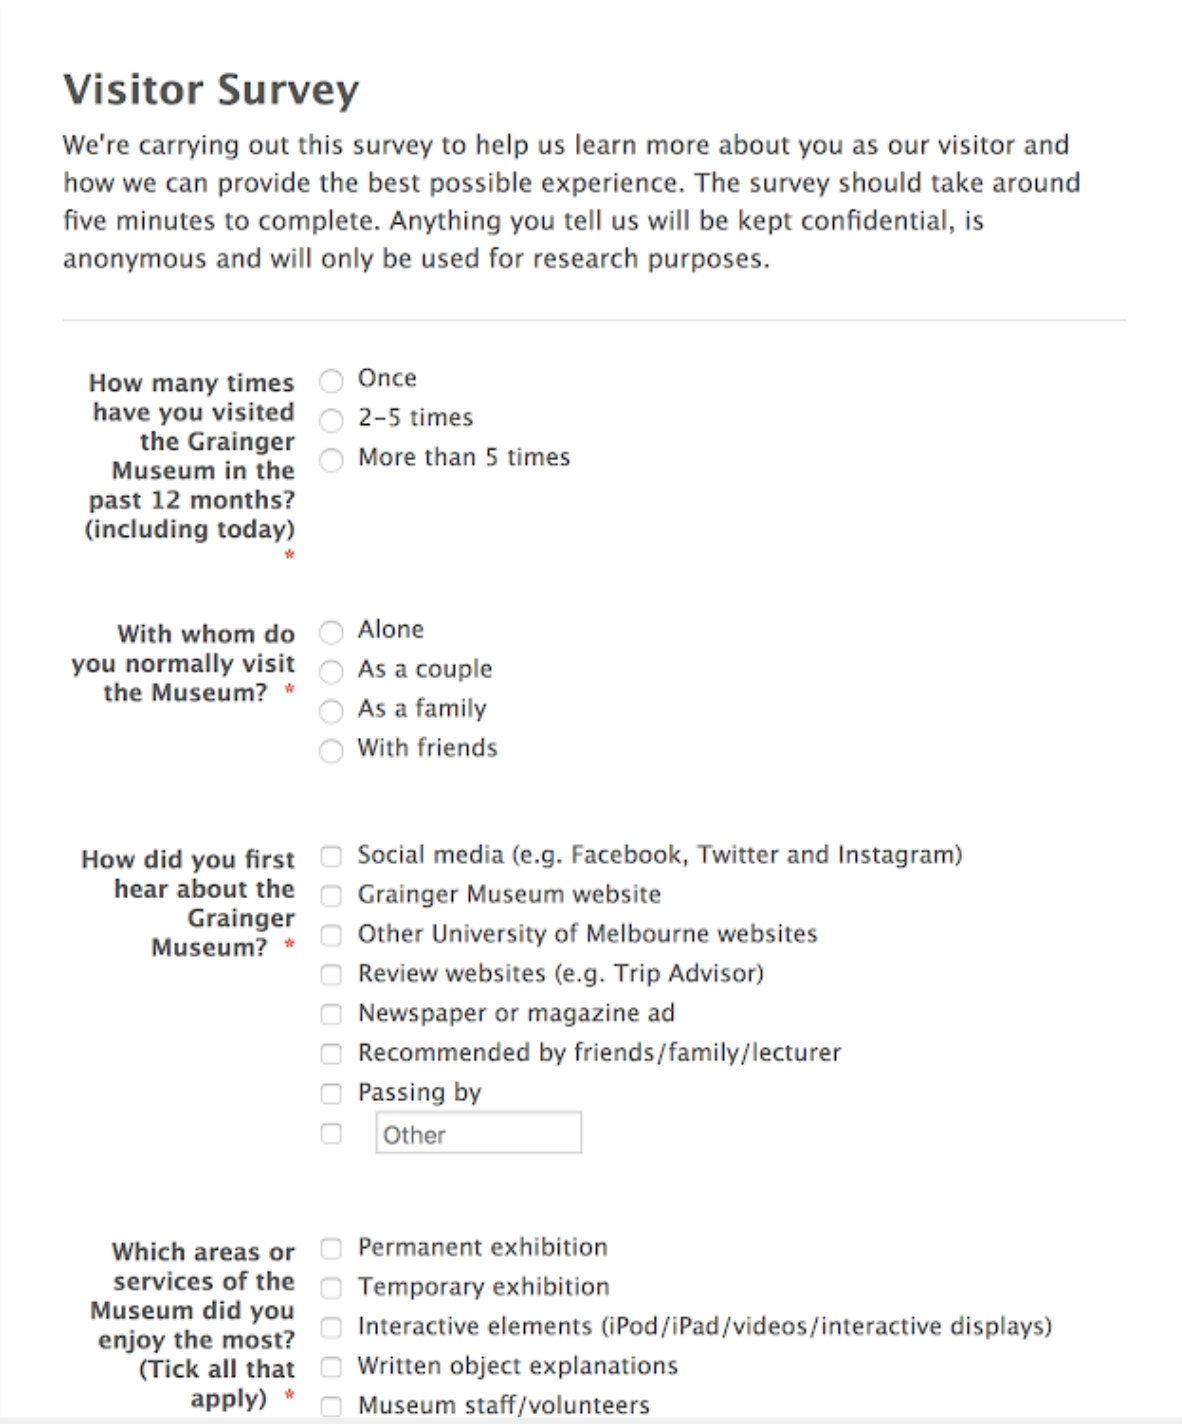 Visitor Survey
We're carrying out this survey to help us learn more about you as our visitor and
how we can provide the best possible experience. The survey should take around
five minutes to complete. Anything you tell us will be kept confidential, is
anonymous and will only be used for research purposes.
How many times
have you visited
the Grainger
Museum in the
past 12 months?
(including today)
*
Once
2-5 times
More than 5 times
With whom do
you normally visit
the Museum? *
Alone
As a couple
As a family
With friends
How did you first
hear about the
Grainger
Museum? *
Social media (e.g. Facebook, Twitter and Instagram)
Grainger Museum website
Other University of Melbourne websites
Review websites (e.g. Trip Advisor)
Newspaper or magazine ad
Recommended by friends/family/lecturer
Passing by
Other
Which areas or
services of the
Museum did you
enjoy the most?
(Tick all that
apply) *
Permanent exhibition
Temporary exhibition
Interactive elements (iPod/iPad/videos/interactive displays)
Written object explanations
Museum staff/volunteers